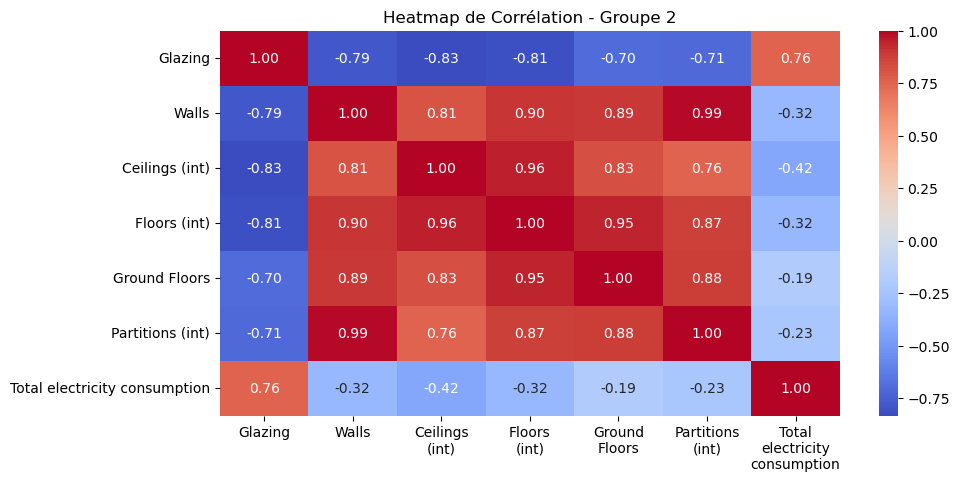 Heatmap de Corrélation - Groupe 2
Glazing 1.00 -0.79 -0.83 -0.81 -0.70 -0.71 0.76
Walls -0.79 1.00 0.81 0.90 0.89 0.99 -0.32
Ceilings (int) -0.83 0.81 1.00 0.96 0.83 0.76 -0.42
Floors (int) -0.81 0.90 0.96 1.00 0.95 0.87 -0.32
Ground Floors -0.70 0.89 0.83 0.95 1.00 0.88 -0.19
Partitions (int) -0.71 0.99 0.76 0.87 0.88 1.00 -0.23
Total electricity consumption 0.76 -0.32 -0.42 -0.32 -0.19 -0.23 1.00
Glazing Walls Ceilings Floors Ground Partitions Total
(int) (int) Floors (int) electricity
consumption
1.00
0.75
0.50
0.25
0.00
−0.25
−0.50
−0.75